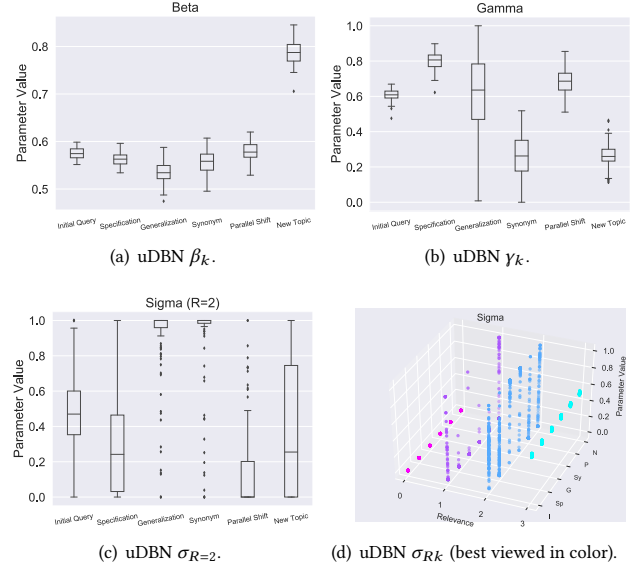 Beta
Parameter Value
0.8
0.7
0.6
0.5
Initial Query
Specification
Generalization
Synonym
Parallel Shift
New Topic
(a) uDBN βk.
Gamma
Parameter Value
1.0
0.8
0.6
0.4
0.2
0.0
Initial Query
Specification
Generalization
Synonym
Parallel Shift
New Topic
(b) uDBN γk.
Sigma (R=2)
Parameter Value
1.0
0.8
0.6
0.4
0.2
0.0
Initial Query
Specification
Generalization
Synonym
Parallel Shift
New Topic
(c) uDBN σR=2.
Sigma
Parameter Value
1.0
0.8
0.6
0.4
0.2
0.0
N
P
Sy
G
Sp
I
0
1
2
3
Relevance
(d) uDBN σRk (best viewed in color).